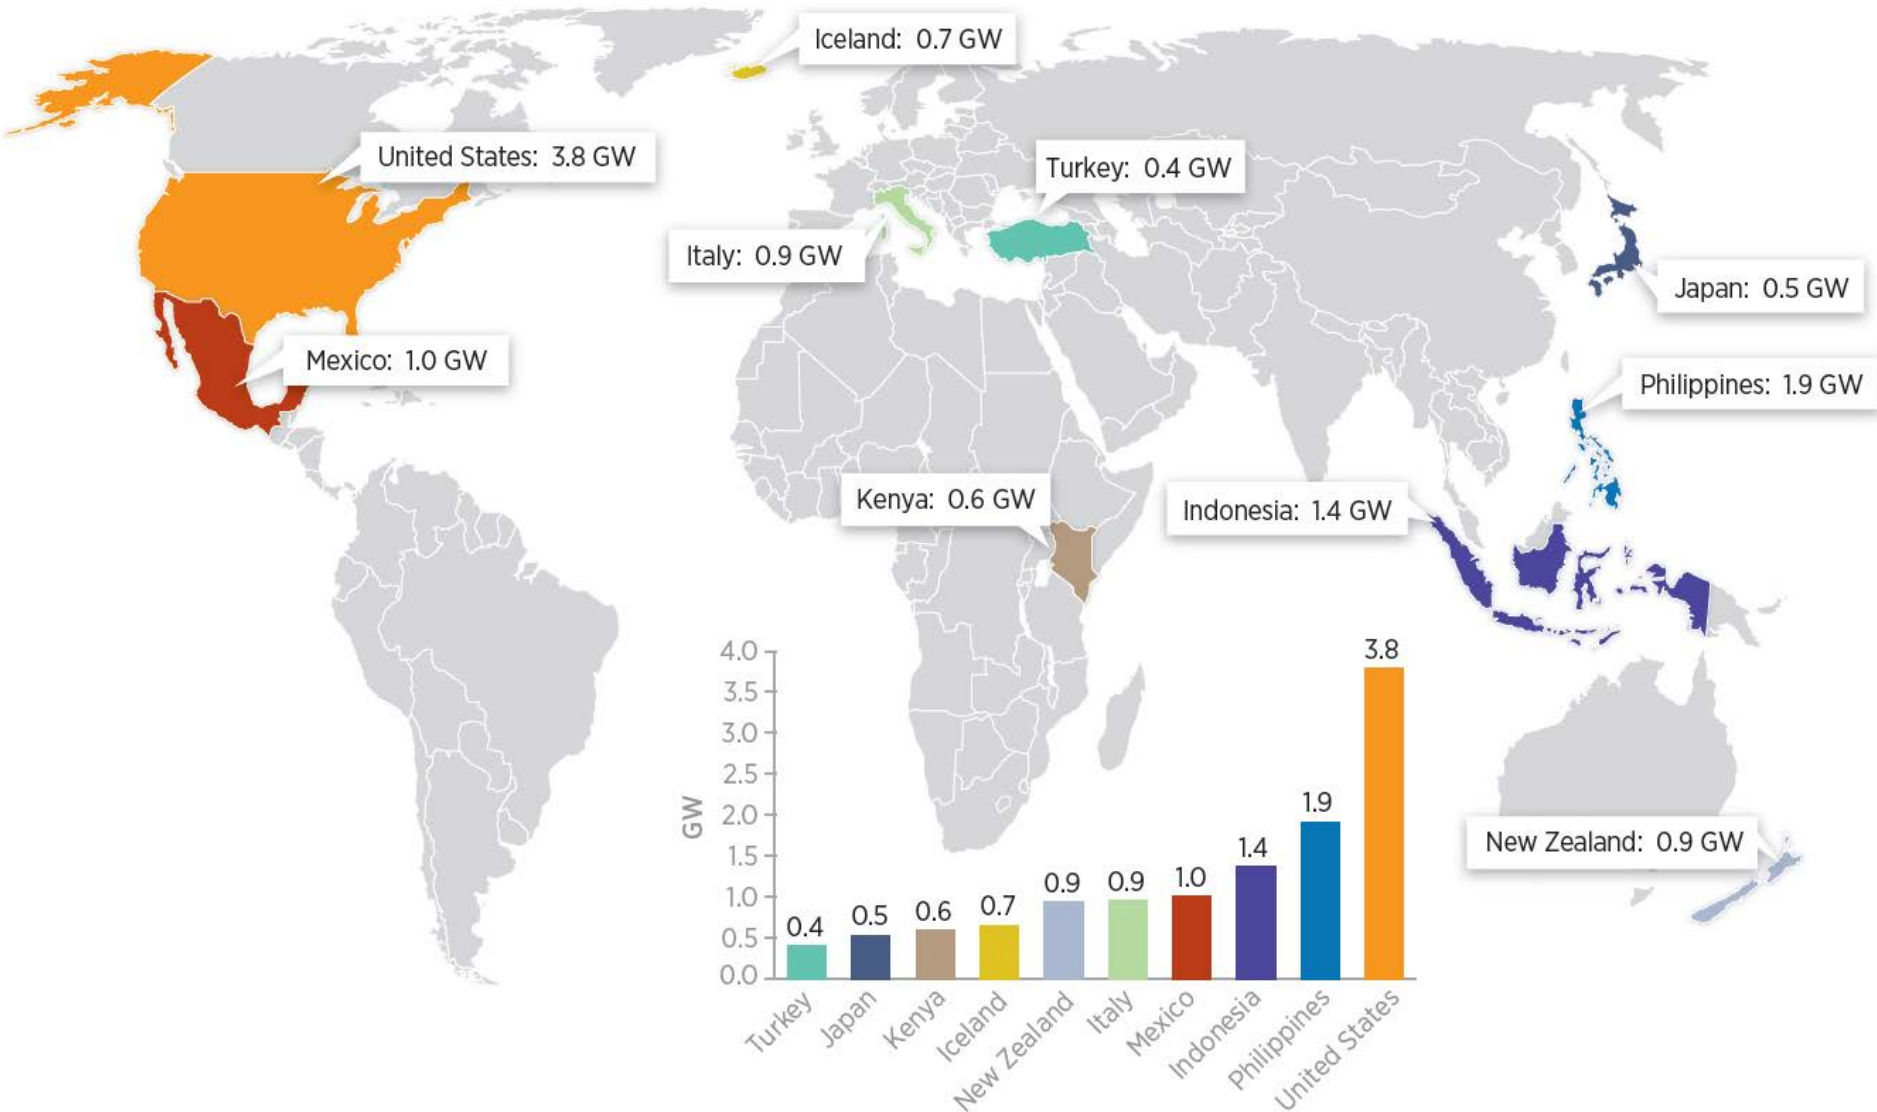 Iceland: 0.7 GW
United States: 3.8 GW
Turkey: 0.4 GW
Italy: 0.9 GW
Japan: 0.5 GW
Mexico: 1.0 GW
Philippines: 1.9 GW
Kenya: 0.6 GW
Indonesia: 1.4 GW
New Zealand: 0.9 GW
GW
4.0
3.5
3.0
2.5
2.0
1.5
1.0
0.5
0.0
0.4
0.5
0.6
0.7
0.9
0.9
1.0
1.4
1.9
3.8
Turkey
Japan
Kenya
Iceland
New Zealand
Italy
Mexico
Indonesia
Philippines
United States